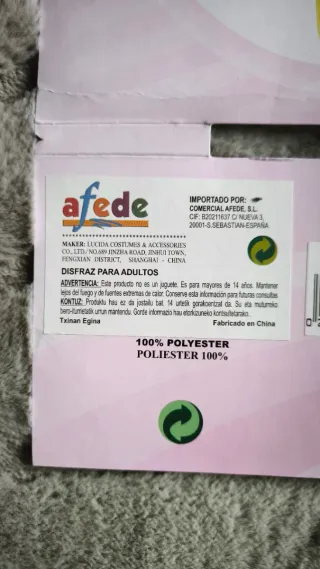 afede
IMPORTADO POR:
COMERCIAL AFEDE, S.L.
CIF: B20211637 C/ NUEVA 3,
20001-S.SEBASTIAN-ESPAÑA
MAKER: LUCIDA COSTUMES & ACCESSORIES
CO., LTD/ NO.689 JINZHA ROAD, JINHUI TOWN,
FENGXIAN DISTRICT, SHANGHAI - CHINA
DISFRAZ PARA ADULTOS
ADVERTENCIA: Este producto no es un juguete. Es para mayores de 14 años. Mantener
lejos del fuego y de fuentes extremas de calor. Conserve esta información para futuras consultas
KONTUZ: Produktu hau ez da jostailu bat. 14 urtetik gorakoentzat da. Su eta muturreko
bero-iturrietatik urrun mantendu. Gorde informazio hau etorkizuneko kontsultetarako.
Txinan Egina
Fabricado en China
100% POLYESTER
POLIESTER 100%